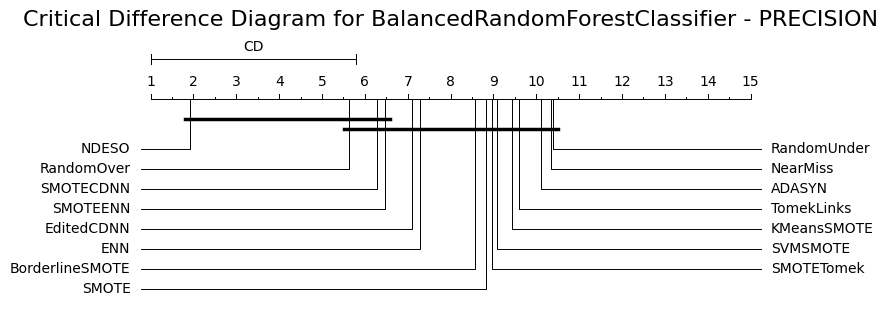 Critical Difference Diagram for BalancedRandomForestClassifier - PRECISION
CD
1 2 3 4 5 6 7 8 9 10 11 12 13 14 15
NDESO RandomUnder
RandomOver NearMiss
SMOTECDNN ADASYN
SMOTEENN TomekLinks
EditedCDNN KMeansSMOTE
ENN SVMSMOTE
BorderlineSMOTE SMOTETomek
SMOTE